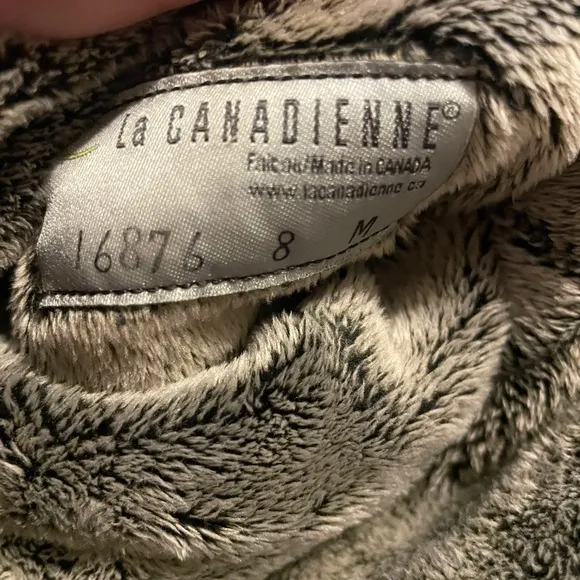 La CANADIENNE®
Fait au/Made in CANADA
www.lacanadienne.ca
16876 8 M